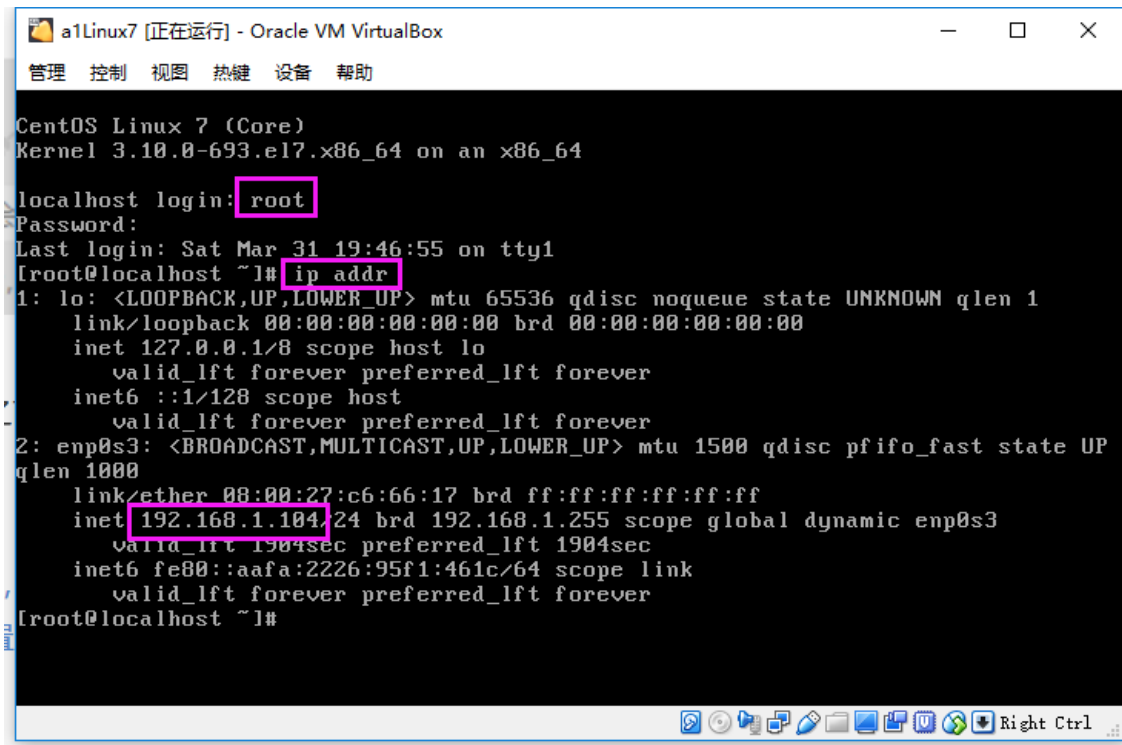 a1Linux7 [正在运行] - Oracle VM VirtualBox
管理 控制 视图 热键 设备 帮助
CentOS Linux 7 (Core)
Kernel 3.10.0-693.el7.x86_64 on an x86_64
localhost login: root
Password:
Last login: Sat Mar 31 19:46:55 on tty1
[root@localhost ~]# ip addr
1: lo: <LOOPBACK,UP,LOWER_UP> mtu 65536 qdisc noqueue state UNKNOWN qlen 1
link/loopback 00:00:00:00:00:00 brd 00:00:00:00:00:00
inet 127.0.0.1/8 scope host lo
valid_lft forever preferred_lft forever
inet6 ::1/128 scope host
valid_lft forever preferred_lft forever
2: enp0s3: <BROADCAST,MULTICAST,UP,LOWER_UP> mtu 1500 qdisc pfifo_fast state UP
qlen 1000
link/ether 08:00:27:c6:66:17 brd ff:ff:ff:ff:ff:ff
inet 192.168.1.104/24 brd 192.168.1.255 scope global dynamic enp0s3
valid_lft 1904sec preferred_lft 1904sec
inet6 fe80::aafa:2226:95f1:461c/64 scope link
valid_lft forever preferred_lft forever
[root@localhost ~]#
Right Ctrl